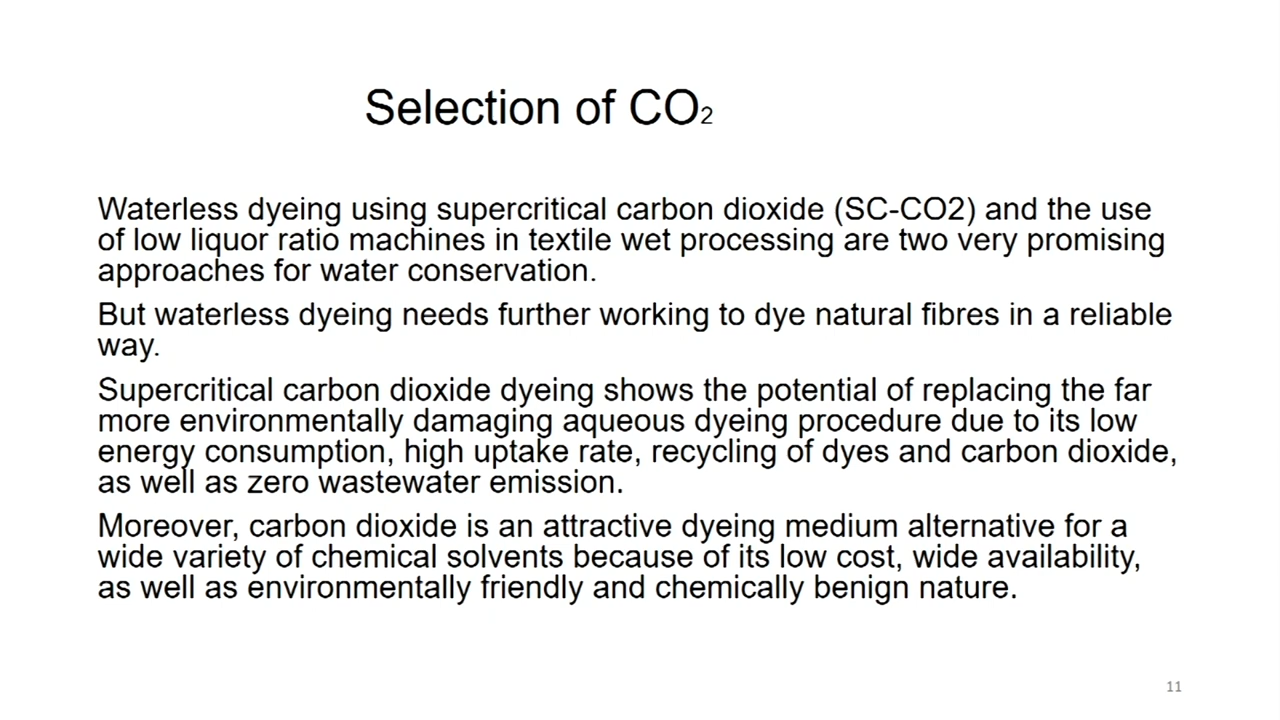 Selection of CO₂
Waterless dyeing using supercritical carbon dioxide (SC-CO2) and the use
of low liquor ratio machines in textile wet processing are two very promising
approaches for water conservation.
But waterless dyeing needs further working to dye natural fibres in a reliable
way.
Supercritical carbon dioxide dyeing shows the potential of replacing the far
more environmentally damaging aqueous dyeing procedure due to its low
energy consumption, high uptake rate, recycling of dyes and carbon dioxide,
as well as zero wastewater emission.
Moreover, carbon dioxide is an attractive dyeing medium alternative for a
wide variety of chemical solvents because of its low cost, wide availability,
as well as environmentally friendly and chemically benign nature.
11